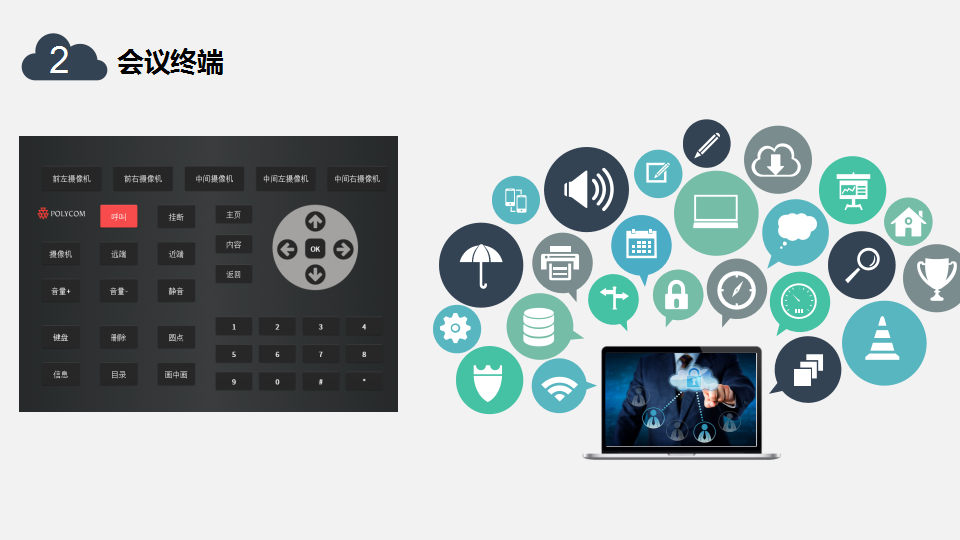 2 会议终端
前左摄像机 前右摄像机 中间摄像机 中间左摄像机 中间右摄像机
POLYCOM 呼叫 挂断 主页
内容 OK
摄像机 远端 近端 返回
音量+ 音量- 静音
1 2 3 4
键盘 删除 圆点
5 6 7 8
信息 目录 画中画
9 0 # *